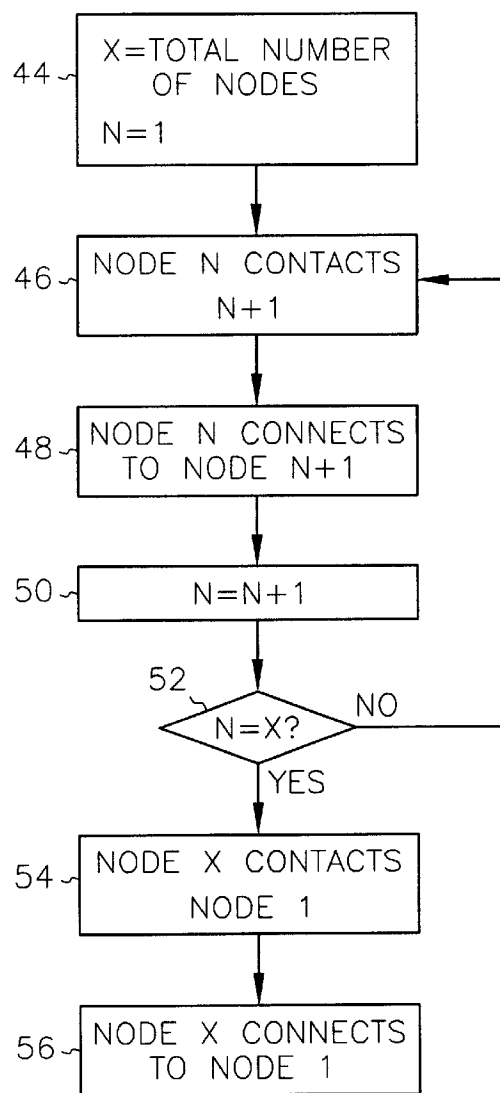 X=TOTAL NUMBER
OF NODES
44
N=1
NODE N CONTACTS
46
N+1
NODE N CONNECTS
48
TO NODE N+1
50
N=N+1
52
N=X?
NO
YES
NODE X CONTACTS
54
NODE 1
NODE X CONNECTS
56
TO NODE 1